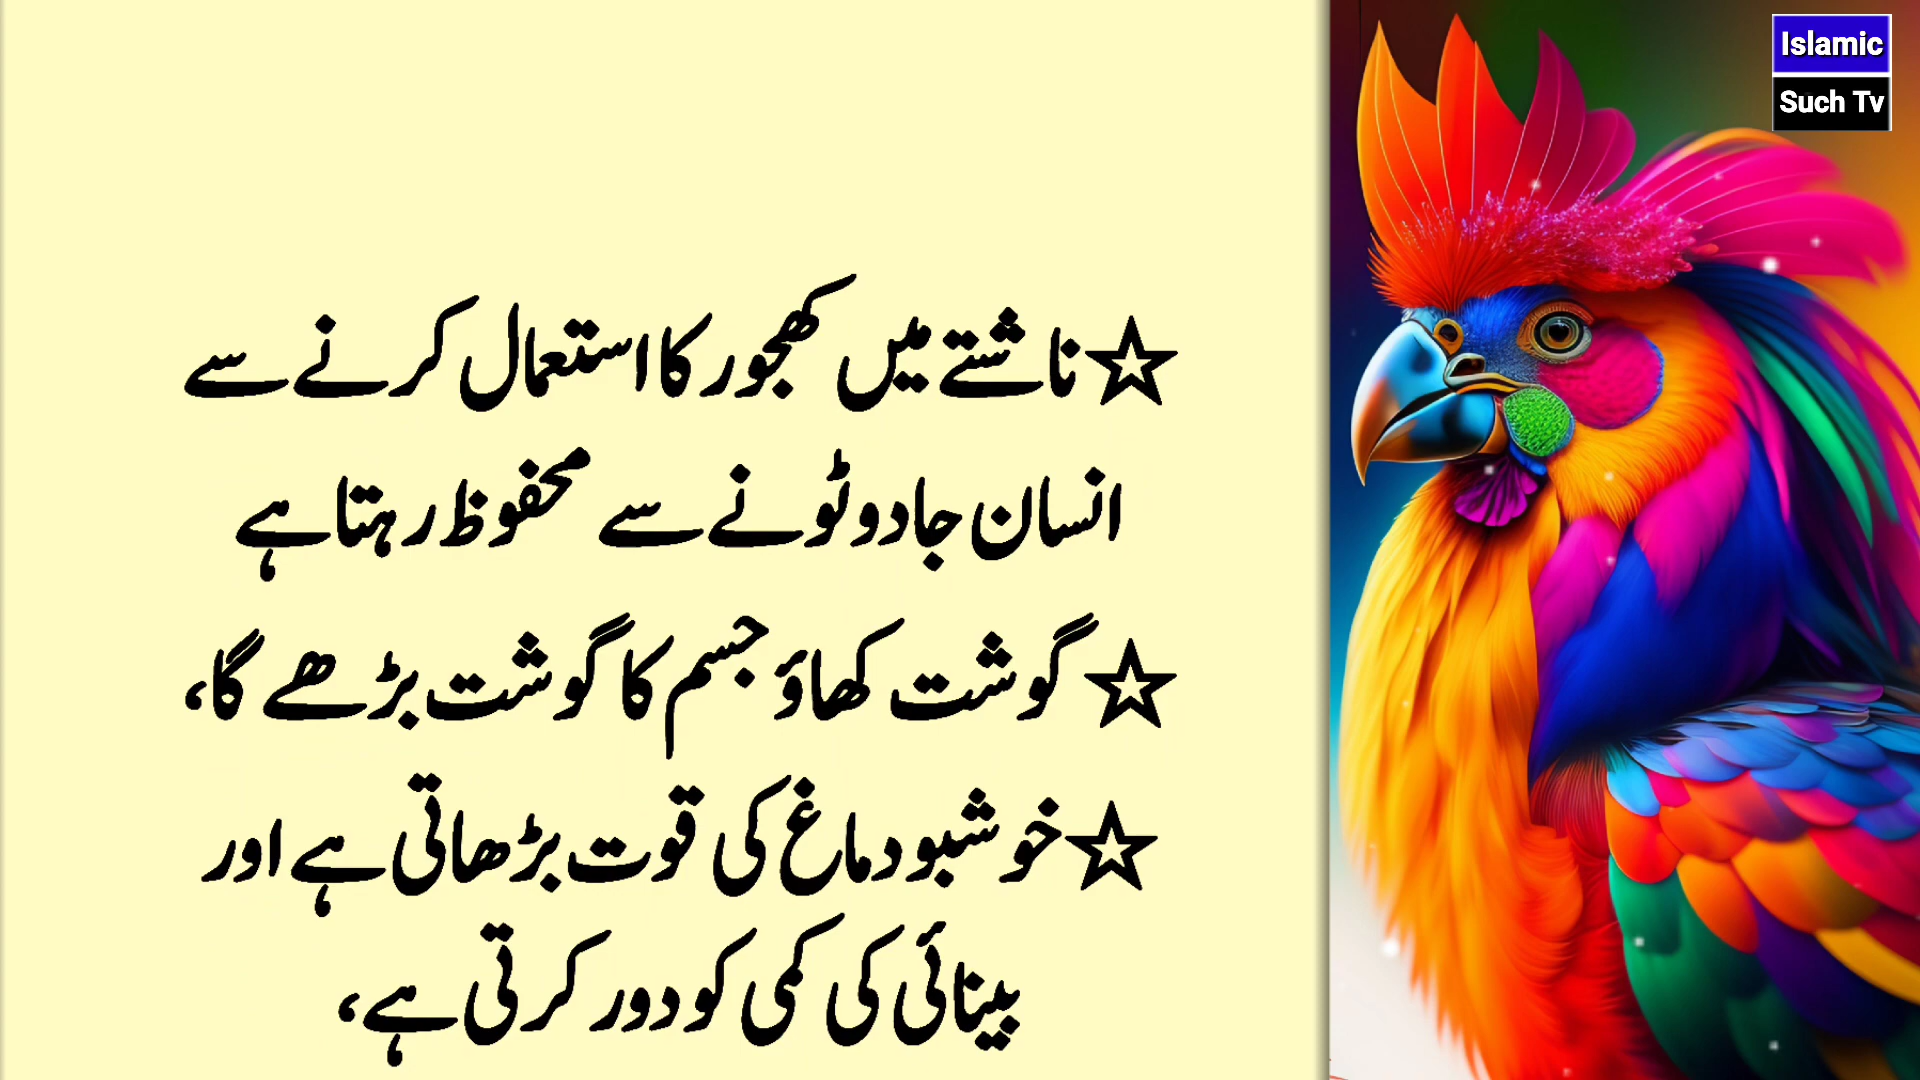 Islamic
Such Tv
☆ناشتے میں کھجور کا استعمال کرنے سے
انسان جادو ٹونے سے محفوظ رہتا ہے
☆گوشت کھاؤ جسم کا گوشت بڑھے گا،
☆خوشبو دماغ کی قوت بڑھاتی ہے اور
بینائی کی کمی کو دور کرتی ہے،